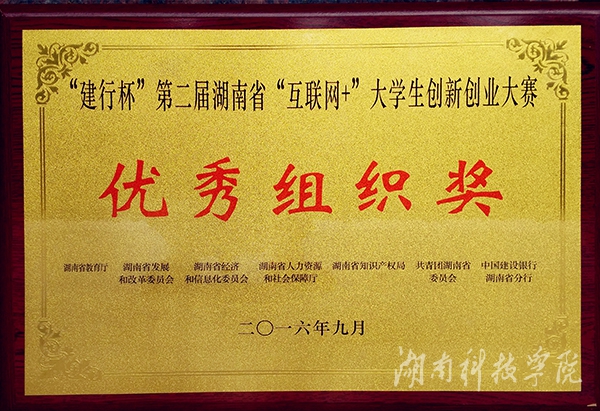 “建行杯”第二届湖南省“互联网+”大学生创新创业大赛
优秀组织奖
湖南省教育厅
湖南省发展
和改革委员会
湖南省经济
和信息化委员会
湖南省人力资源
和社会保障厅
湖南省知识产权局
共青团湖南省
委员会
中国建设银行
湖南省分行
二〇一六年九月
湖南科技学院